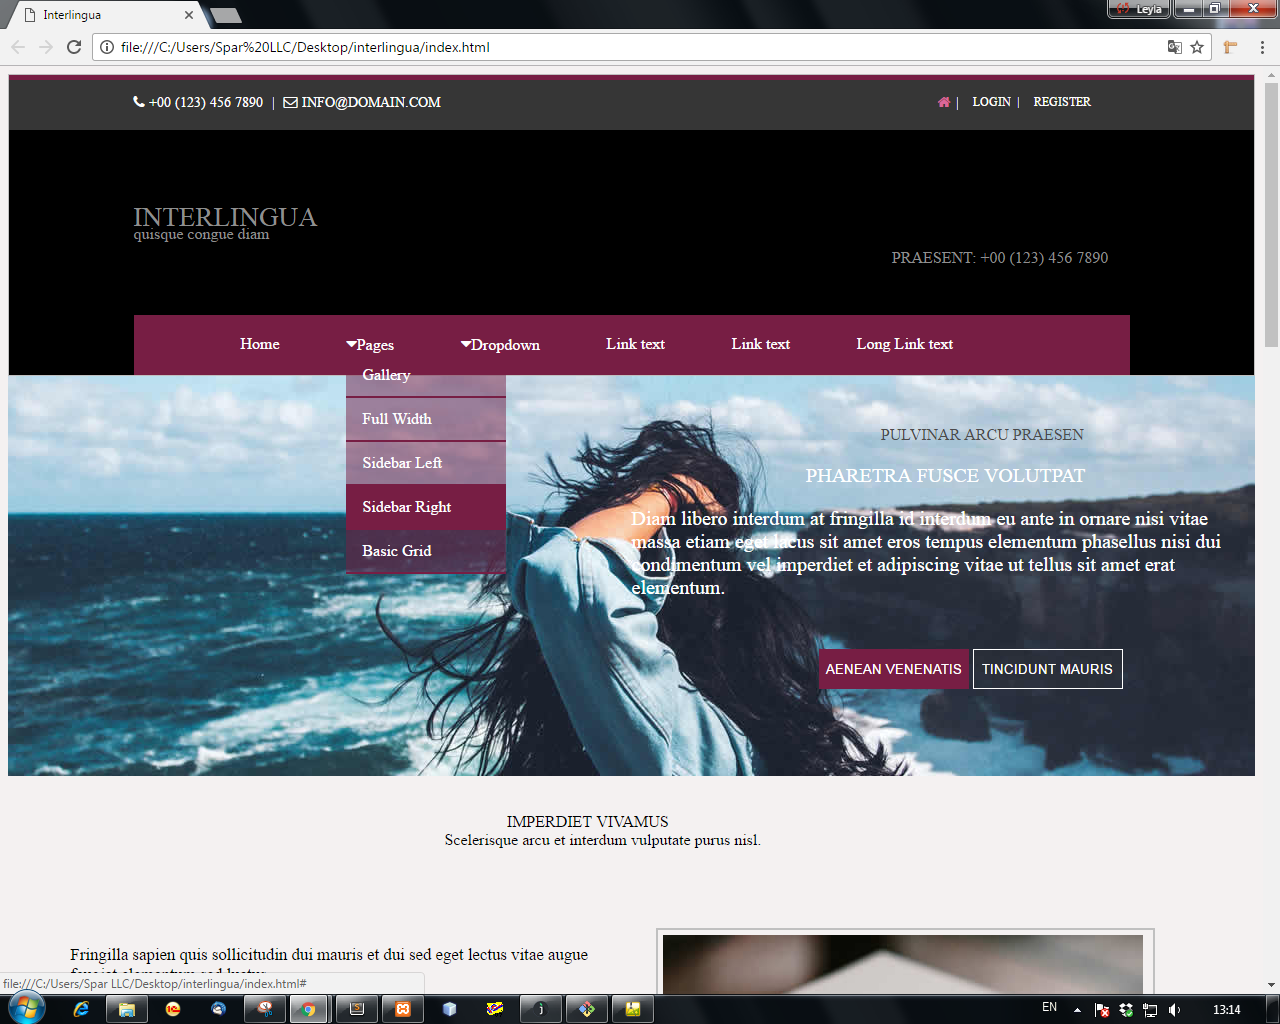 Interlingua
Leyla
file:///C:/Users/Spar%20LLC/Desktop/interlingua/index.html
+00 (123) 456 7890 | INFO@DOMAIN.COM
| LOGIN | REGISTER
INTERLINGUA
quisque congue diam
PRAESENT: +00 (123) 456 7890
Home Pages Dropdown Link text Link text Long Link text
Gallery
Full Width
Sidebar Left
Sidebar Right
Basic Grid
PULVINAR ARCU PRAESEN
PHARETRA FUSCE VOLUTPAT
Diam libero interdum at fringilla id interdum eu ante in ornare nisi vitae
massa etiam eget lacus sit amet eros tempus elementum phasellus nisi dui
condimentum vel imperdiet et adipiscing vitae ut tellus sit amet erat
elementum.
AENEAN VENENATIS TINCIDUNT MAURIS
IMPERDIET VIVAMUS
Scelerisque arcu et interdum vulputate purus nisl.
Fringilla sapien quis sollicitudin dui mauris et dui sed eget lectus vitae augue
file:///C:/Users/Spar LLC/Desktop/interlingua/index.html#
EN 13:14